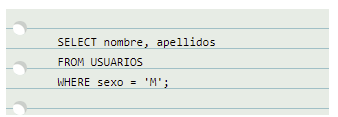 SELECT nombre, apellidos
FROM USUARIOS
WHERE sexo = 'M';